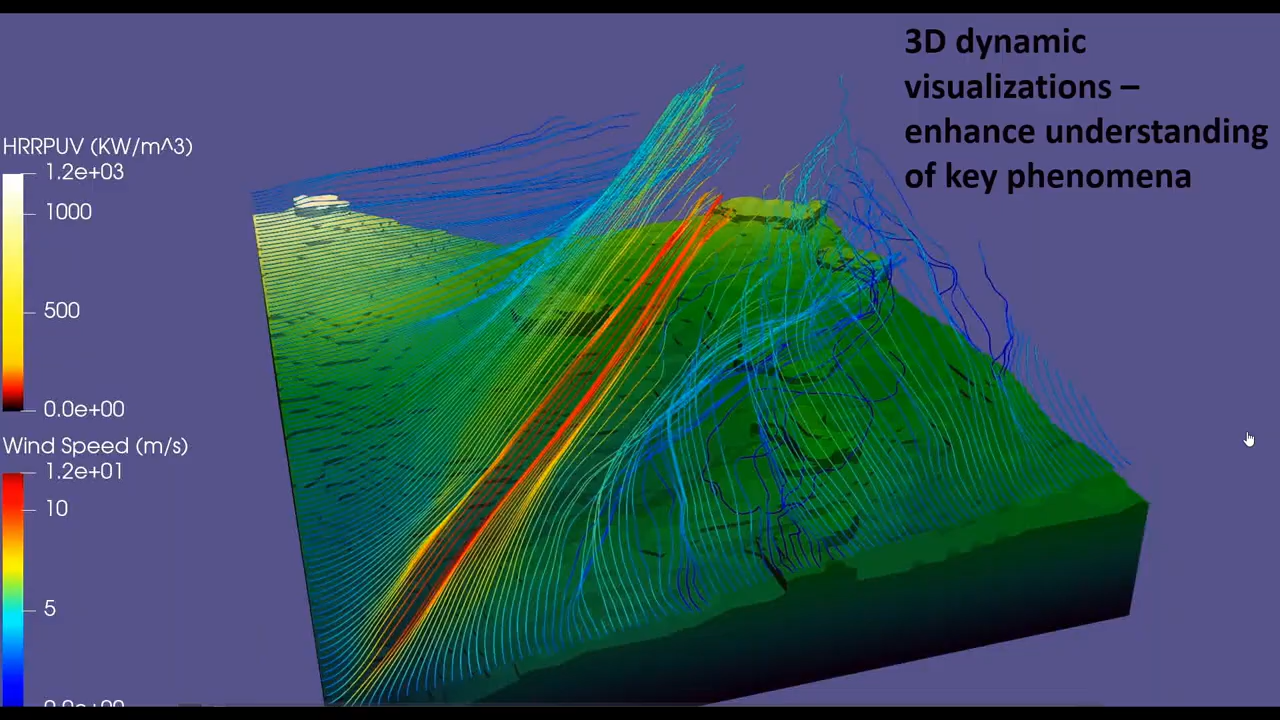 3D dynamic
visualizations –
enhance understanding
of key phenomena
HRRPUV (KW/m^3)
1.2e+03
1000
500
0.0e+00
Wind Speed (m/s)
1.2e+01
10
5